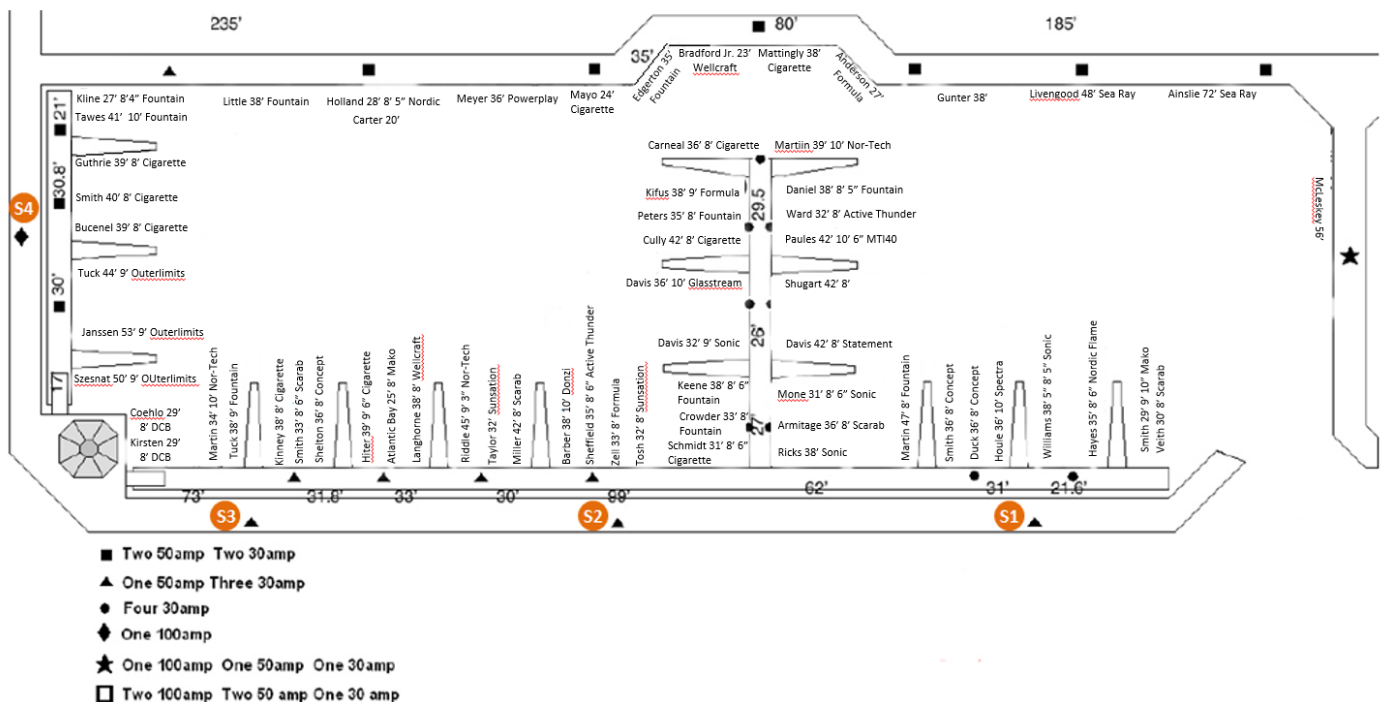 235'
80'
185'
35'
Edgerton 35'
Fountain
Bradford Jr. 23'
Wellcraft
Mattingly 38'
Cigarette
Anderson 27'
Formula
Kline 27' 8'4" Fountain
Little 38' Fountain
Holland 28' 8' 5" Nordic
Carter 20'
Meyer 36' Powerplay
Mayo 24'
Cigarette
Gunter 38'
Livengood 48' Sea Ray
Ainslie 72' Sea Ray
21'
Tawes 41' 10' Fountain
Guthrie 39' 8' Cigarette
30.8'
Smith 40' 8' Cigarette
Bucenel 39' 8' Cigarette
S4
Tuck 44' 9' Outerlimits
30'
Janssen 53' 9' Outerlimits
Szesnat 50' 9' OUterlimits
17'
Coehlo 29'
8' DCB
Kirsten 29'
8' DCB
Carneal 36' 8' Cigarette
Martiin 39' 10' Nor-Tech
Kifus 38' 9' Formula
29.5
Daniel 38' 8' 5" Fountain
Peters 35' 8' Fountain
Ward 32' 8' Active Thunder
Cully 42' 8' Cigarette
Paules 42' 10' 6" MTI40
Davis 36' 10' Glasstream
Shugart 42' 8'
26'
Davis 32' 9' Sonic
Davis 42' 8' Statement
Keene 38' 8' 6"
Fountain
Mone 31' 8' 6" Sonic
Crowder 33' 8'
Fountain
27'
Armitage 36' 8' Scarab
Schmidt 31' 8' 6"
Cigarette
Ricks 38' Sonic
McLeskey 56'
Martin 34' 10' Nor-Tech
Tuck 38' 9' Fountain
Kinney 38' 8' Cigarette
Smith 33' 8' 6" Scarab
Shelton 36' 8' Concept
Hiter 39' 9' 6" Cigarette
Atlantic Bay 25' 8' Mako
Langhorne 38' 8' Wellcraft
Riddle 45' 9' 3" Nor-Tech
Taylor 32' Sunsation
Miller 42' 8' Scarab
Barber 38' 10' Donzi
Sheffield 35' 8' 6" Active Thunder
Zeil 33' 8' Formula
Tosh 32' 8' Sunsation
Martin 47' 8' Fountain
Smith 36' 8' Concept
Duck 36' 8' Concept
Houle 36' 10' Spectra
Williams 38' 5' 8' 5" Sonic
Hayes 35' 8' 6" Nordic Flame
Smith 29' 9' 10" Mako
Veith 30' 8' Scarab
73'
31.8'
33'
30'
99'
62'
31'
21.6'
S3
S2
S1
Two 50amp Two 30amp
One 50amp Three 30amp
Four 30amp
One 100amp
One 100amp One 50amp One 30amp
Two 100amp Two 50 amp One 30 amp